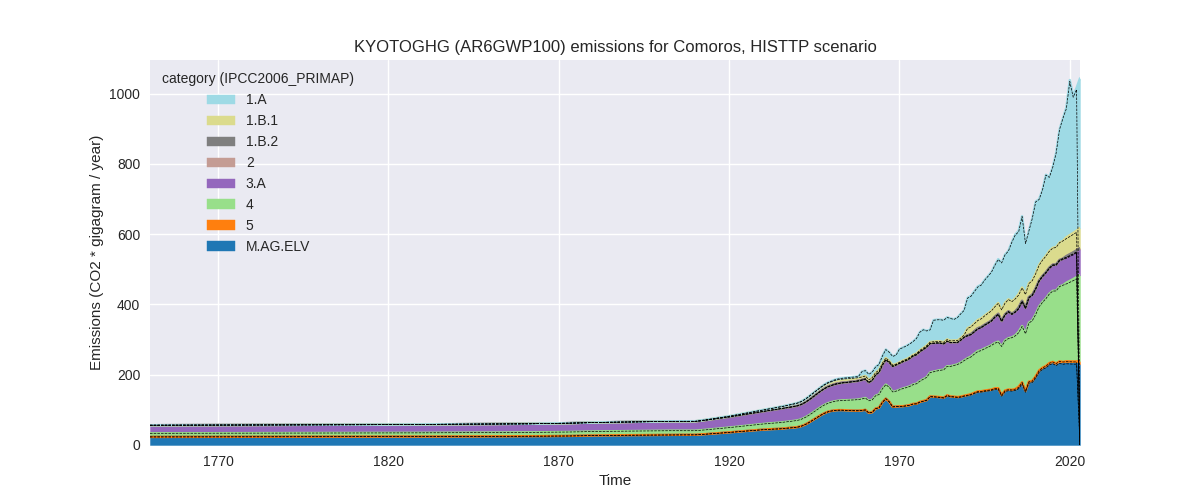 KYOTOGHG (AR6GWP100) emissions for Comoros, HISTTP scenario
Emissions (CO2 * gigagram / year)
1000
800
600
400
200
0
category (IPCC2006_PRIMAP)
1.A
1.B.1
1.B.2
2
3.A
4
5
M.AG.ELV
1770
1820
1870
1920
1970
2020
Time